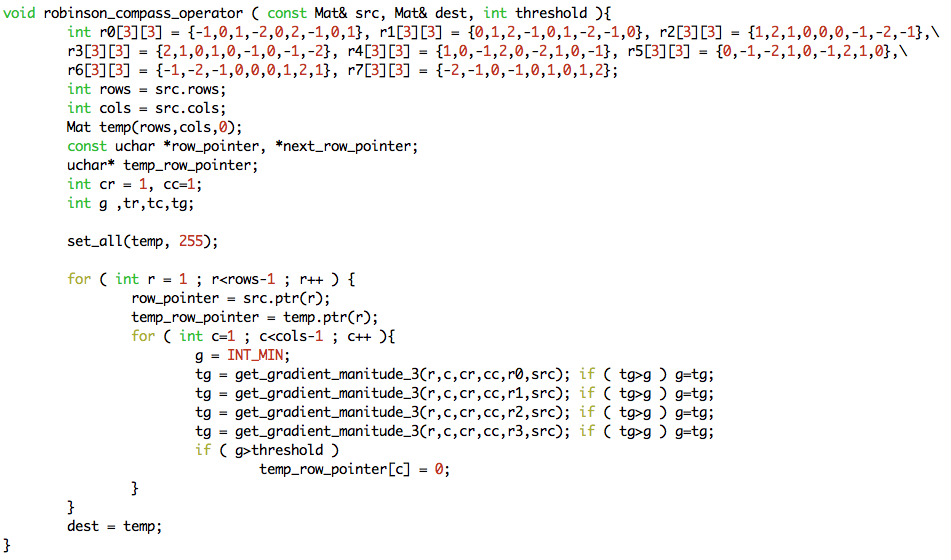 void robinson_compass_operator ( const Mat& src, Mat& dest, int threshold ){
int r0[3][3] = {-1,0,1,-2,0,2,-1,0,1}, r1[3][3] = {0,1,2,-1,0,1,-2,-1,0}, r2[3][3] = {1,2,1,0,0,0,-1,-2,-1},\
r3[3][3] = {2,1,0,1,0,-1,0,-1,-2}, r4[3][3] = {1,0,-1,2,0,-2,1,0,-1}, r5[3][3] = {0,-1,-2,1,0,-1,2,1,0},\
r6[3][3] = {-1,-2,-1,0,0,0,1,2,1}, r7[3][3] = {-2,-1,0,-1,0,1,0,1,2};
int rows = src.rows;
int cols = src.cols;
Mat temp(rows,cols,0);
const uchar *row_pointer, *next_row_pointer;
uchar* temp_row_pointer;
int cr = 1, cc=1;
int g ,tr,tc,tg;
set_all(temp, 255);
for ( int r = 1 ; r<rows-1 ; r++ ) {
row_pointer = src.ptr(r);
temp_row_pointer = temp.ptr(r);
for ( int c=1 ; c<cols-1 ; c++ ){
g = INT_MIN;
tg = get_gradient_manitude_3(r,c,cr,cc,r0,src); if ( tg>g ) g=tg;
tg = get_gradient_manitude_3(r,c,cr,cc,r1,src); if ( tg>g ) g=tg;
tg = get_gradient_manitude_3(r,c,cr,cc,r2,src); if ( tg>g ) g=tg;
tg = get_gradient_manitude_3(r,c,cr,cc,r3,src); if ( tg>g ) g=tg;
if ( g>threshold )
temp_row_pointer[c] = 0;
}
}
dest = temp;
}